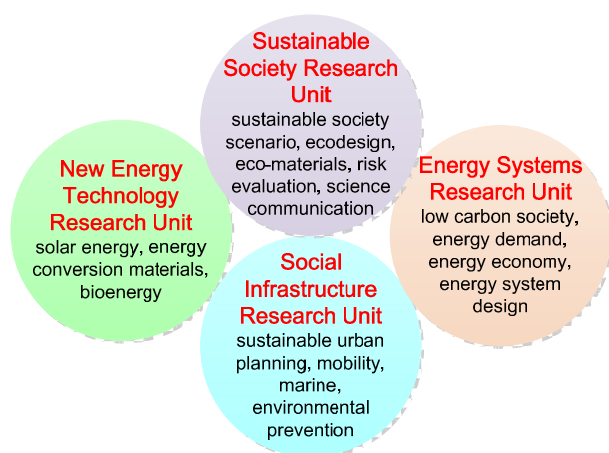 Sustainable
Society Research
Unit
sustainable society
scenario, ecodesign,
eco-materials, risk
evaluation, science
communication
New Energy
Technology
Research Unit
solar energy, energy
conversion materials,
bioenergy
Energy Systems
Research Unit
low carbon society,
energy demand,
energy economy,
energy system
design
Social
Infrastructure
Research Unit
sustainable urban
planning, mobility,
marine,
environmental
prevention